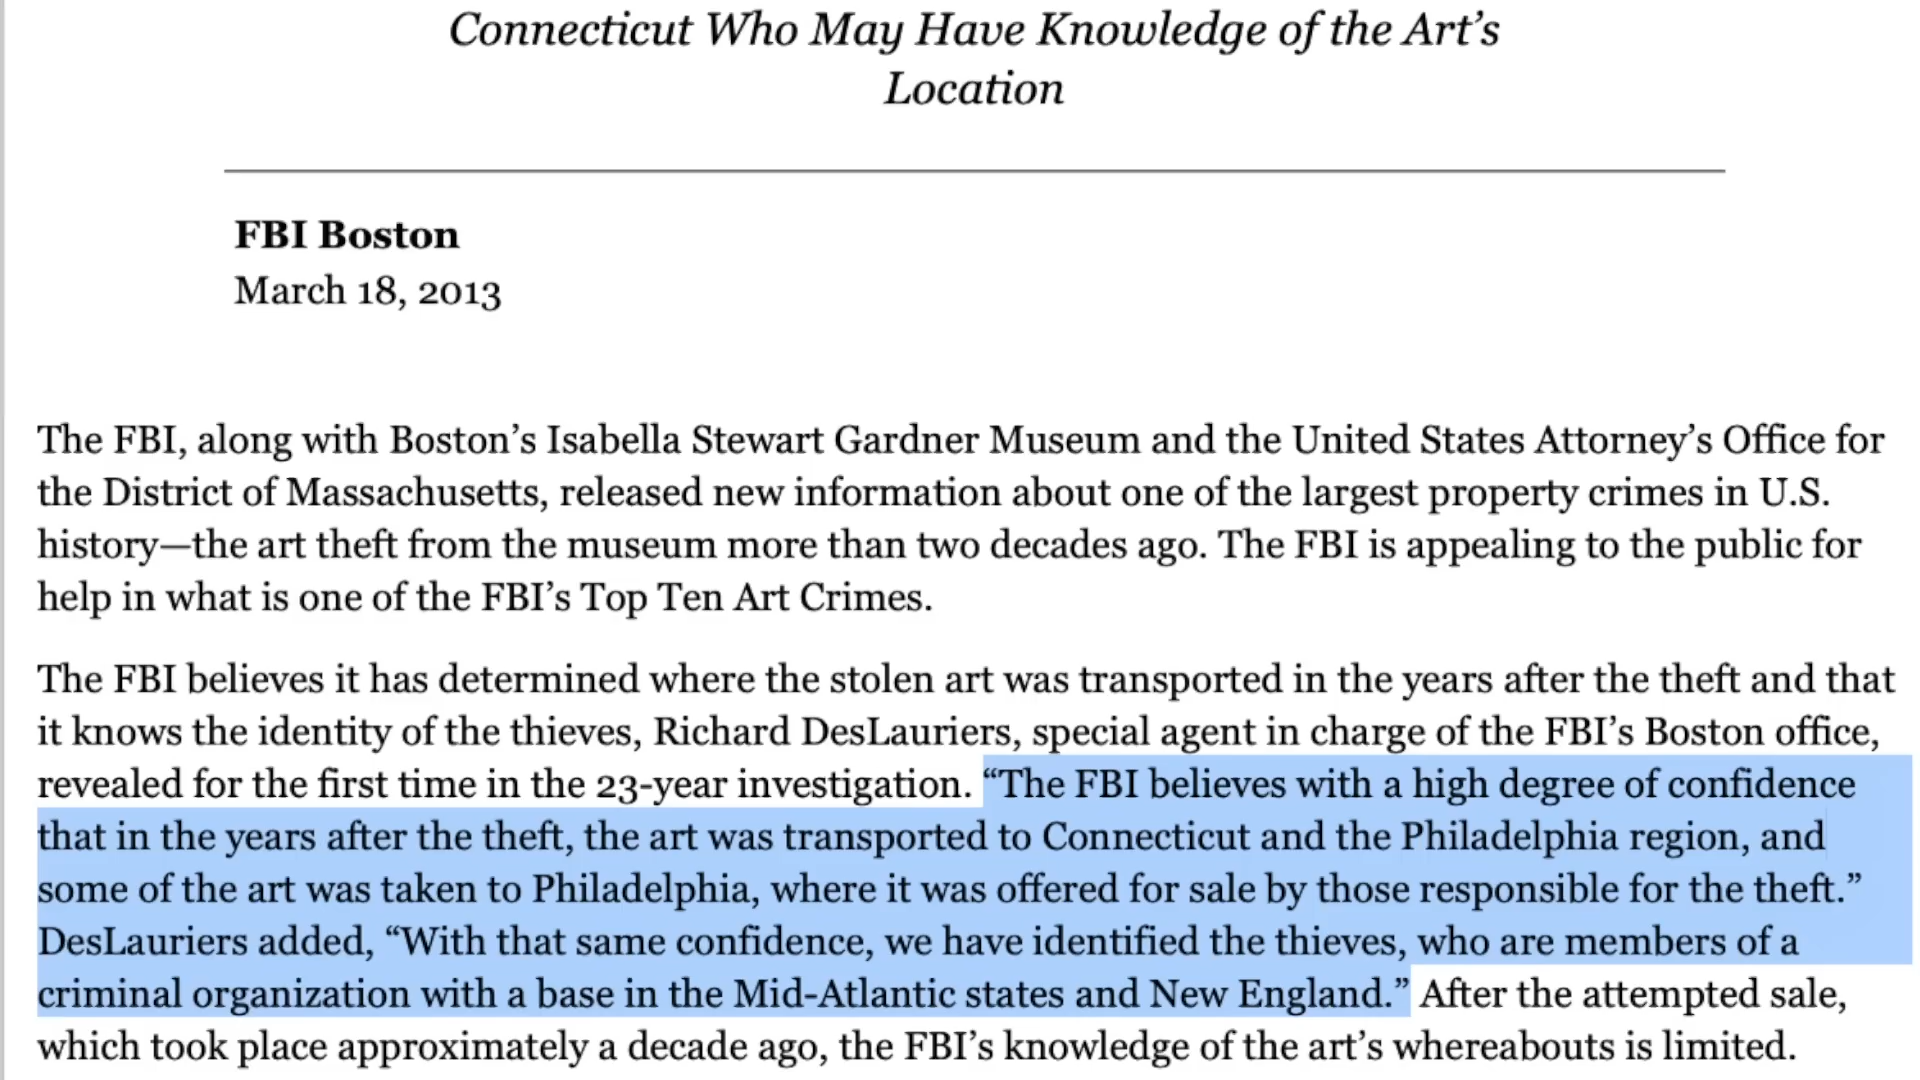 Connecticut Who May Have Knowledge of the Art’s
Location
FBI Boston
March 18, 2013
The FBI, along with Boston’s Isabella Stewart Gardner Museum and the United States Attorney’s Office for
the District of Massachusetts, released new information about one of the largest property crimes in U.S.
history—the art theft from the museum more than two decades ago. The FBI is appealing to the public for
help in what is one of the FBI’s Top Ten Art Crimes.
The FBI believes it has determined where the stolen art was transported in the years after the theft and that
it knows the identity of the thieves, Richard DesLauriers, special agent in charge of the FBI’s Boston office,
revealed for the first time in the 23-year investigation. “The FBI believes with a high degree of confidence
that in the years after the theft, the art was transported to Connecticut and the Philadelphia region, and
some of the art was taken to Philadelphia, where it was offered for sale by those responsible for the theft.”
DesLauriers added, “With that same confidence, we have identified the thieves, who are members of a
criminal organization with a base in the Mid-Atlantic states and New England.” After the attempted sale,
which took place approximately a decade ago, the FBI’s knowledge of the art’s whereabouts is limited.